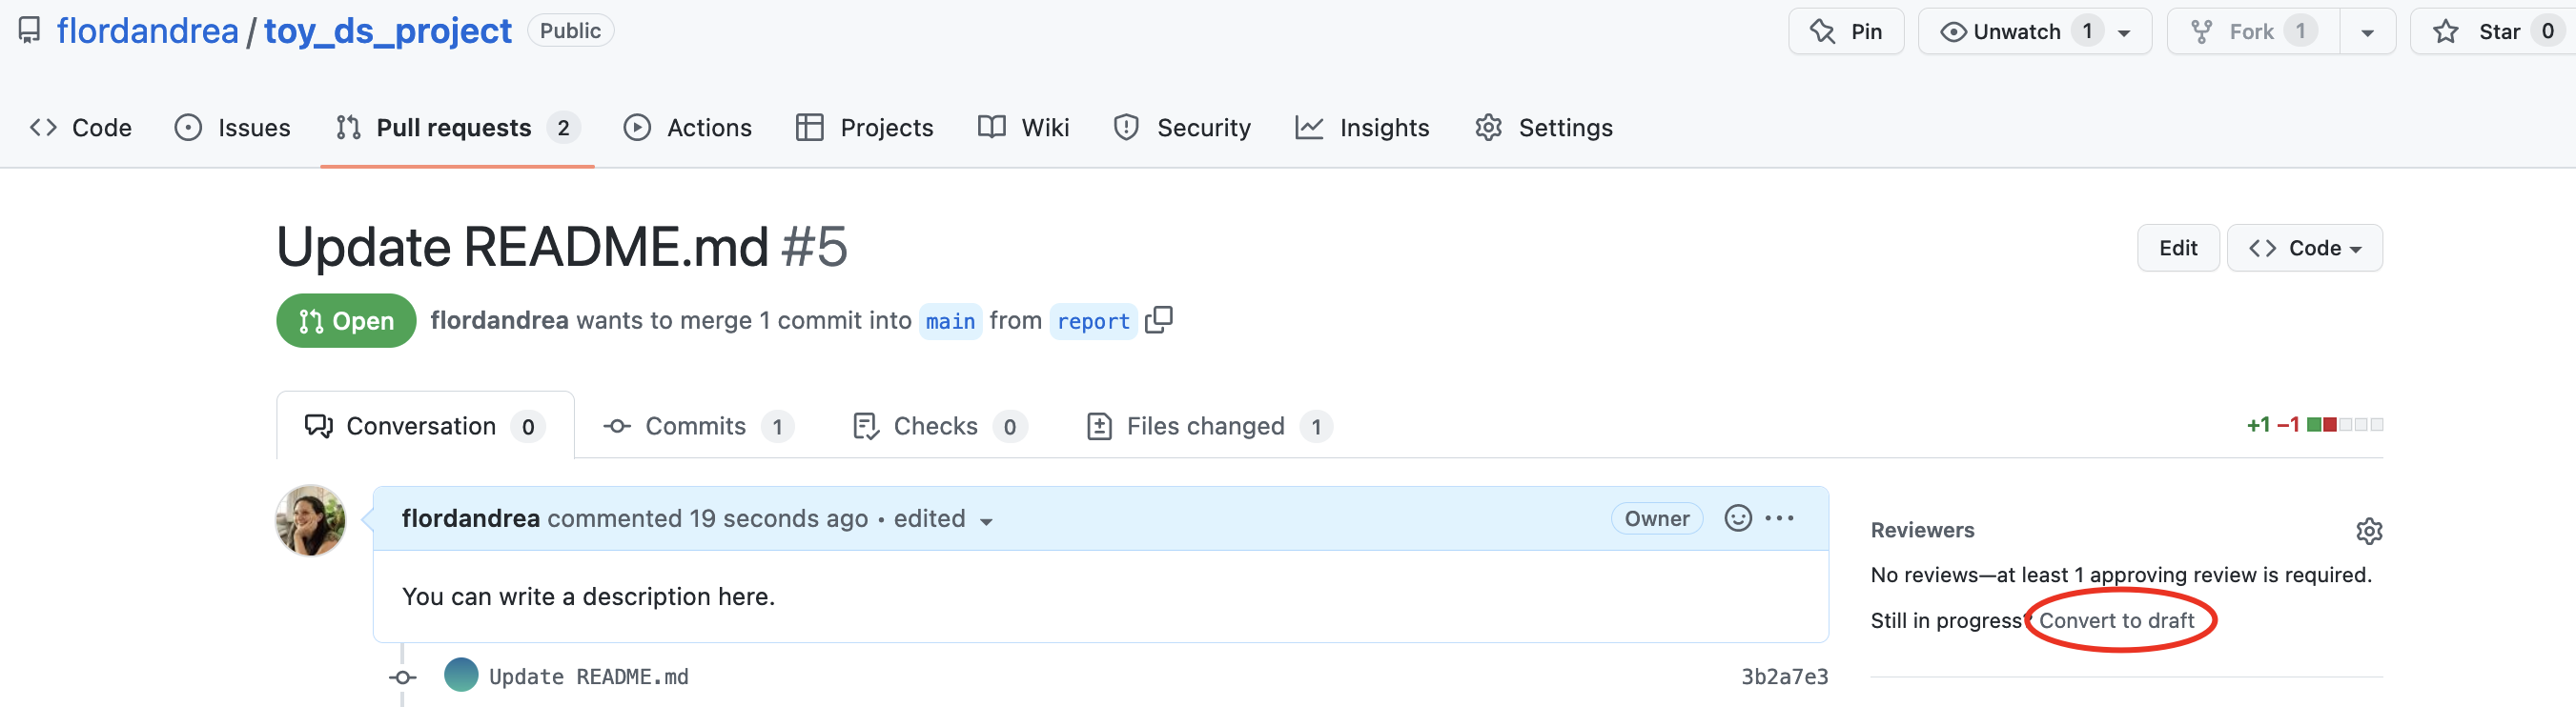 flordandrea / toy_ds_project Public Pin Unwatch 1 Fork 1 Star 0
Code Issues Pull requests 2 Actions Projects Wiki Security Insights Settings
Update README.md #5 Edit Code
Open flordandrea wants to merge 1 commit into main from report
Conversation 0 Commits 1 Checks 0 Files changed 1 +1 −1
flordandrea commented 19 seconds ago • edited Owner
You can write a description here.
Update README.md 3b2a7e3
Reviewers
No reviews—at least 1 approving review is required.
Still in progress? Convert to draft